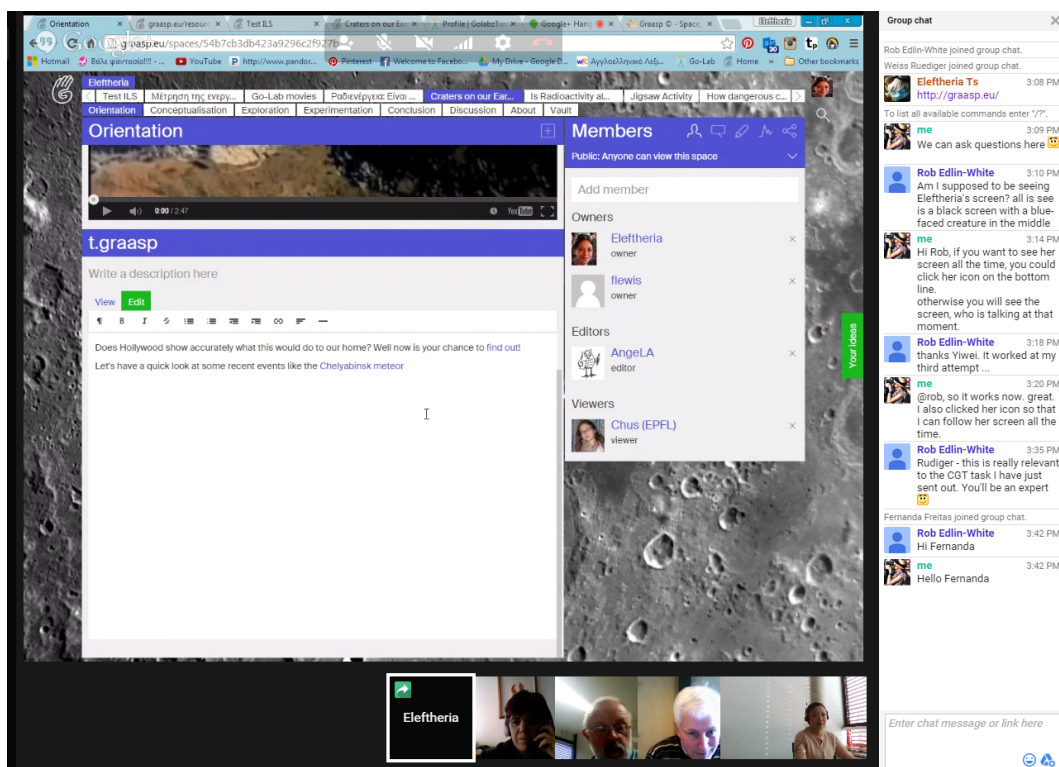 Orientation
graasp.eu/resourc
Test ILS
Craters on our Ear
Profile | GolabzTu
Google+ Hang
Graasp © - Space
Eleftheria
graasp.eu/spaces/54b7cb3db423a9296c2f927b
Hotmail
Βάλε φαντασία!!!! - ...
YouTube
http://www.pandor...
Pinterest
Welcome to Facebo...
My Drive - Google D...
Αγγλοελληνικό Λεξι...
Go-Lab
Home
»
Other bookmarks
Eleftheria
Test ILS
Μέτρηση της ενεργ...
Go-Lab movies
Ραδιενέργεια: Είναι ...
Craters on our Ear...
Is Radioactivity aL...
Jigsaw Activity
How dangerous c...
Orientation
Conceptualisation
Exploration
Experimentation
Conclusion
Discussion
About
Vault
Orientation
0:00 / 2:47
YouTube
t.graasp
Write a description here
View
Edit
¶ B I S
Does Hollywood show accurately what this would do to our home? Well now is your chance to find out!
Let's have a quick look at some recent events like the Chelyabinsk meteor
Members
Public: Anyone can view this space
Add member
Owners
Eleftheria
owner
flewis
owner
Editors
AngeLA
editor
Viewers
Chus (EPFL)
viewer
Your ideas
Eleftheria
Group chat
Rob Edlin-White joined group chat.
Weiss Ruediger joined group chat.
Eleftheria Ts 3:08 PM
http://graasp.eu/
To list all available commands enter "/?".
me 3:09 PM
We can ask questions here
Rob Edlin-White 3:10 PM
Am I supposed to be seeing
Eleftheria's screen? all is see
is a black screen with a blue-
faced creature in the middle
me 3:14 PM
Hi Rob, if you want to see her
screen all the time, you could
click her icon on the bottom
line.
otherwise you will see the
screen, who is talking at that
moment.
Rob Edlin-White 3:18 PM
thanks Yiwei. It worked at my
third attempt ...
me 3:20 PM
@rob, so it works now. great.
I also clicked her icon so that
I can follow her screen all the
time.
Rob Edlin-White 3:35 PM
Rudiger - this is really relevant
to the CGT task I have just
sent out. You'll be an expert
Fernanda Freitas joined group chat.
Rob Edlin-White 3:42 PM
Hi Fernanda
me 3:42 PM
Hello Fernanda
Enter chat message or link here